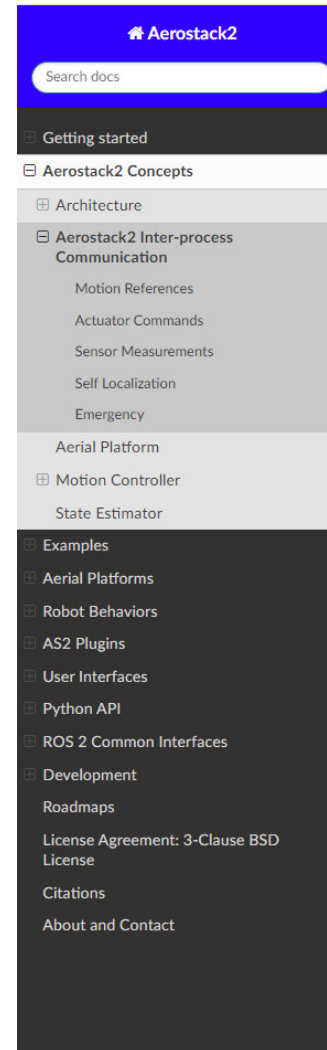 Aerostack2
Search docs
Getting started
Aerostack2 Concepts
Architecture
Aerostack2 Inter-process
Communication
Motion References
Actuator Commands
Sensor Measurements
Self Localization
Emergency
Aerial Platform
Motion Controller
State Estimator
Examples
Aerial Platforms
Robot Behaviors
AS2 Plugins
User Interfaces
Python API
ROS 2 Common Interfaces
Development
Roadmaps
License Agreement: 3-Clause BSD
License
Citations
About and Contact